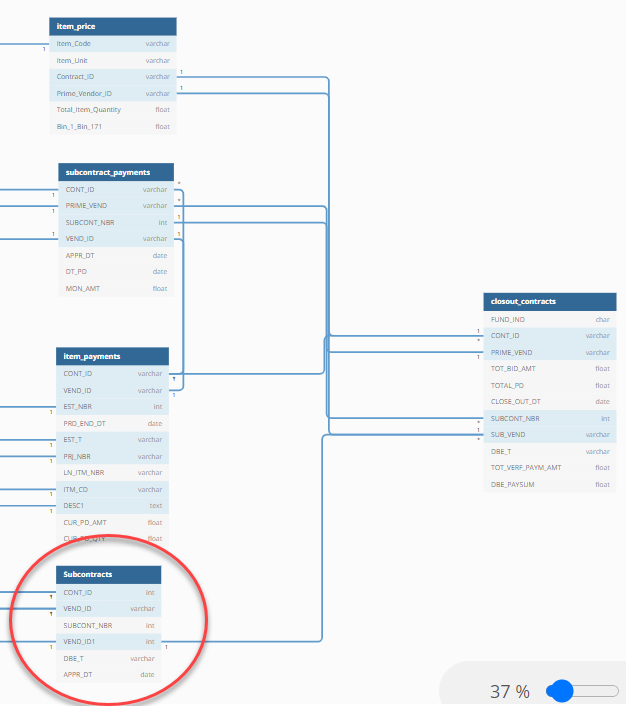 item_price
Item_Code varchar
Item_Unit varchar
Contract_ID varchar
Prime_Vendor_ID varchar
Total_Item_Quantity float
Bin_1_Bin_171 float
subcontract_payments
CONT_ID varchar
PRIME_VEND varchar
SUBCONT_NBR int
VEND_ID varchar
APPR_DT date
DT_PD date
MON_AMT float
closout_contracts
FUND_IND char
CONT_ID varchar
PRIME_VEND varchar
TOT_BID_AMT float
TOTAL_PD float
CLOSE_OUT_DT date
SUBCONT_NBR int
SUB_VEND varchar
DBE_T varchar
TOT_VERF_PAYM_AMT float
DBE_PAYSUM float
item_payments
CONT_ID varchar
VEND_ID varchar
EST_NBR int
PRD_END_DT date
EST_T varchar
PRJ_NBR varchar
LN_ITM_NBR varchar
ITM_CD varchar
DESC1 text
CUR_PD_AMT float
CUR_PD_QTY float
Subcontracts
CONT_ID int
VEND_ID varchar
SUBCONT_NBR int
VEND_ID1 int
DBE_T varchar
APPR_DT date
37 %